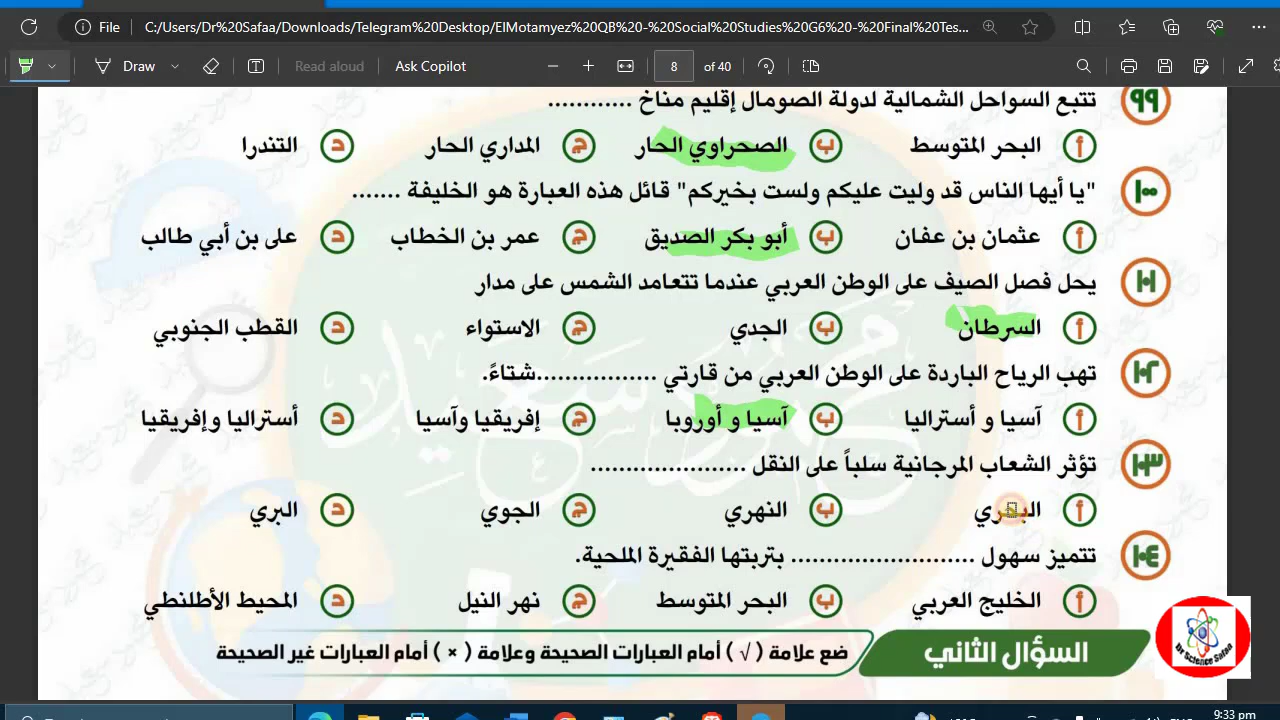 File C:/Users/Dr%20Safaa/Downloads/Telegram%20Desktop/ElMotamyez%20QB%20-%20Social%20Studies%20G6%20-%20Final%20Tes...
Draw Read aloud Ask Copilot 8 of 40
٩٩ تتبع السواحل الشمالية لدولة الصومال إقليم مناخ ............
أ البحر المتوسط ب الصحراوي الحار ج المداري الحار د التندرا
١٠٠ "يا أيها الناس قد وليت عليكم ولست بخيركم" قائل هذه العبارة هو الخليفة .......
أ عثمان بن عفان ب أبو بكر الصديق ج عمر بن الخطاب د على بن أبي طالب
١٠١ يحل فصل الصيف على الوطن العربي عندما تتعامد الشمس على مدار
أ السرطان ب الجدي ج الاستواء د القطب الجنوبي
١٠٢ تهب الرياح الباردة على الوطن العربي من قارتي .................شتاءً.
أ آسيا و أستراليا ب آسيا و أوروبا ج إفريقيا وآسيا د أستراليا وإفريقيا
١٠٣ تؤثر الشعاب المرجانية سلباً على النقل ......................
أ البحري ب النهري ج الجوي د البري
١٠٤ تتميز سهول .......................... بتربتها الفقيرة الملحية.
أ الخليج العربي ب البحر المتوسط ج نهر النيل د المحيط الأطلنطي
السؤال الثاني ضع علامة ( √ ) أمام العبارات الصحيحة وعلامة ( × ) أمام العبارات غير الصحيحة
Dr Science Safaa
9:33 pm